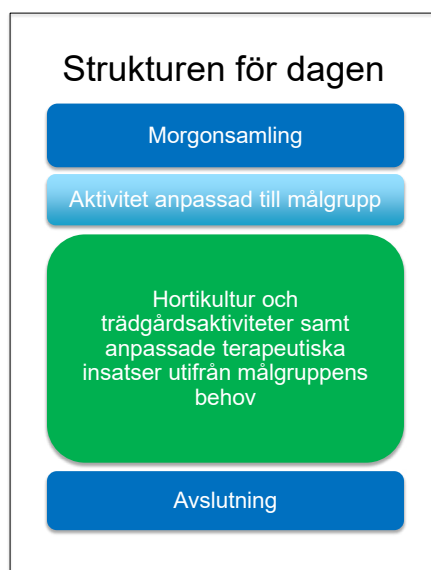 Strukturen för dagen
Morgonsamling
Aktivitet anpassad till målgrupp
Hortikultur och
trädgårdsaktiviteter samt
anpassade terapeutiska
insatser utifrån målgruppens
behov
Avslutning